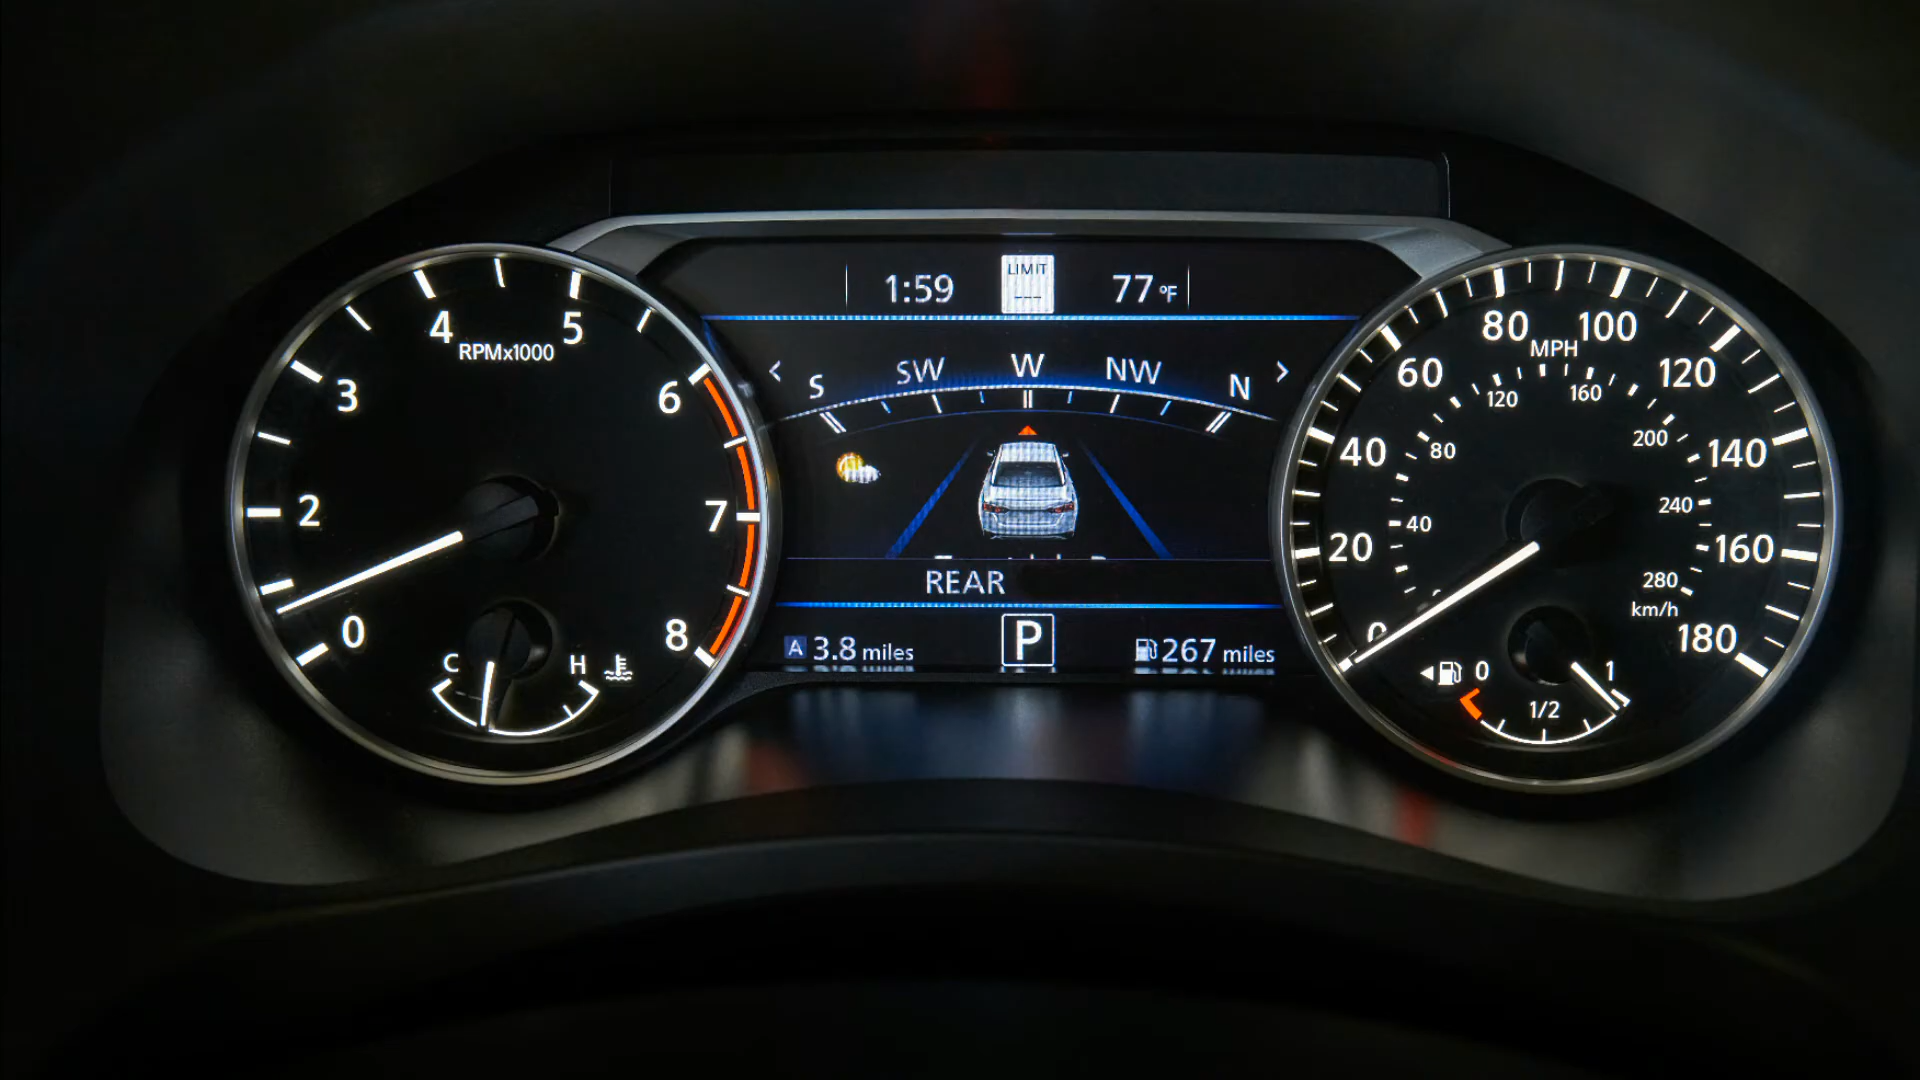 1:59
LIMIT
---
77 °F
4
5
RPMx1000
3
6
2
7
0
8
C
H
< S SW W NW N >
REAR
A 3.8 miles
P
267 miles
80
100
MPH
60
120
40
140
20
160
0
180
120
160
80
200
40
240
280
km/h
0
1
1/2